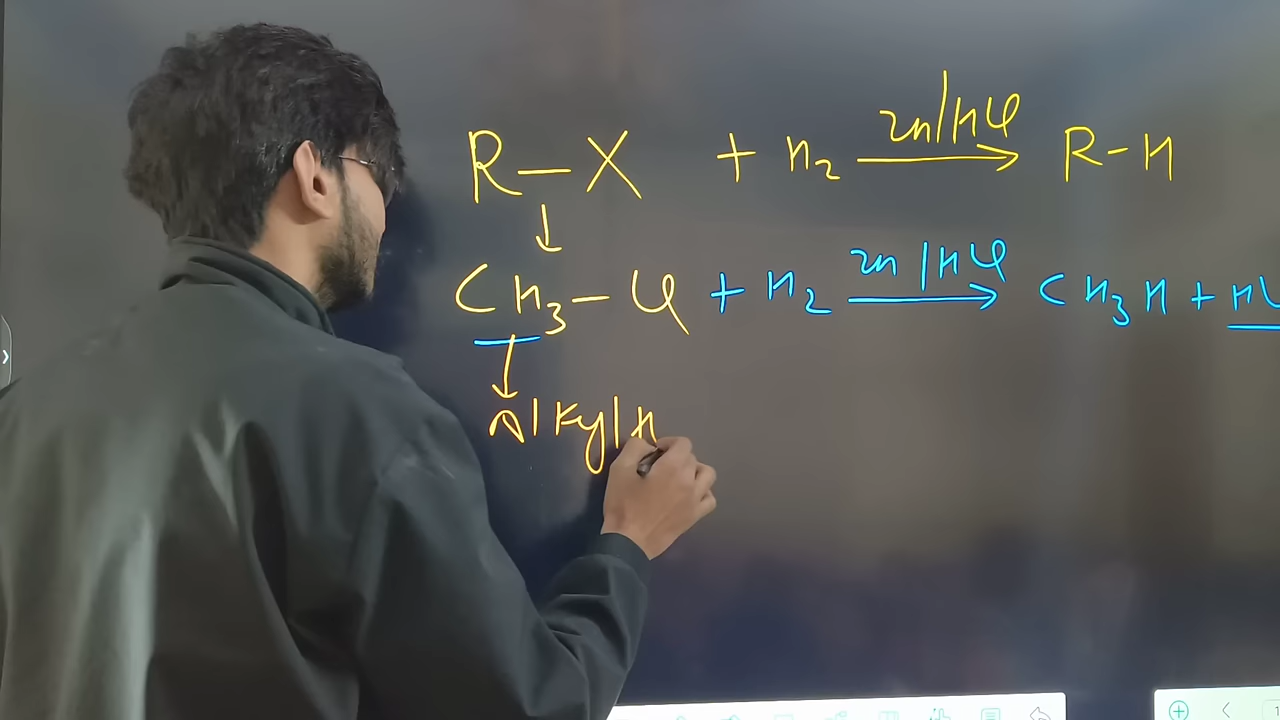 Zn|HCl
R-X + H₂ → R-H
↓
Zn|HCl
CH₃-Cl + H₂ → CH₃H + HCl
↓
Alkyl H